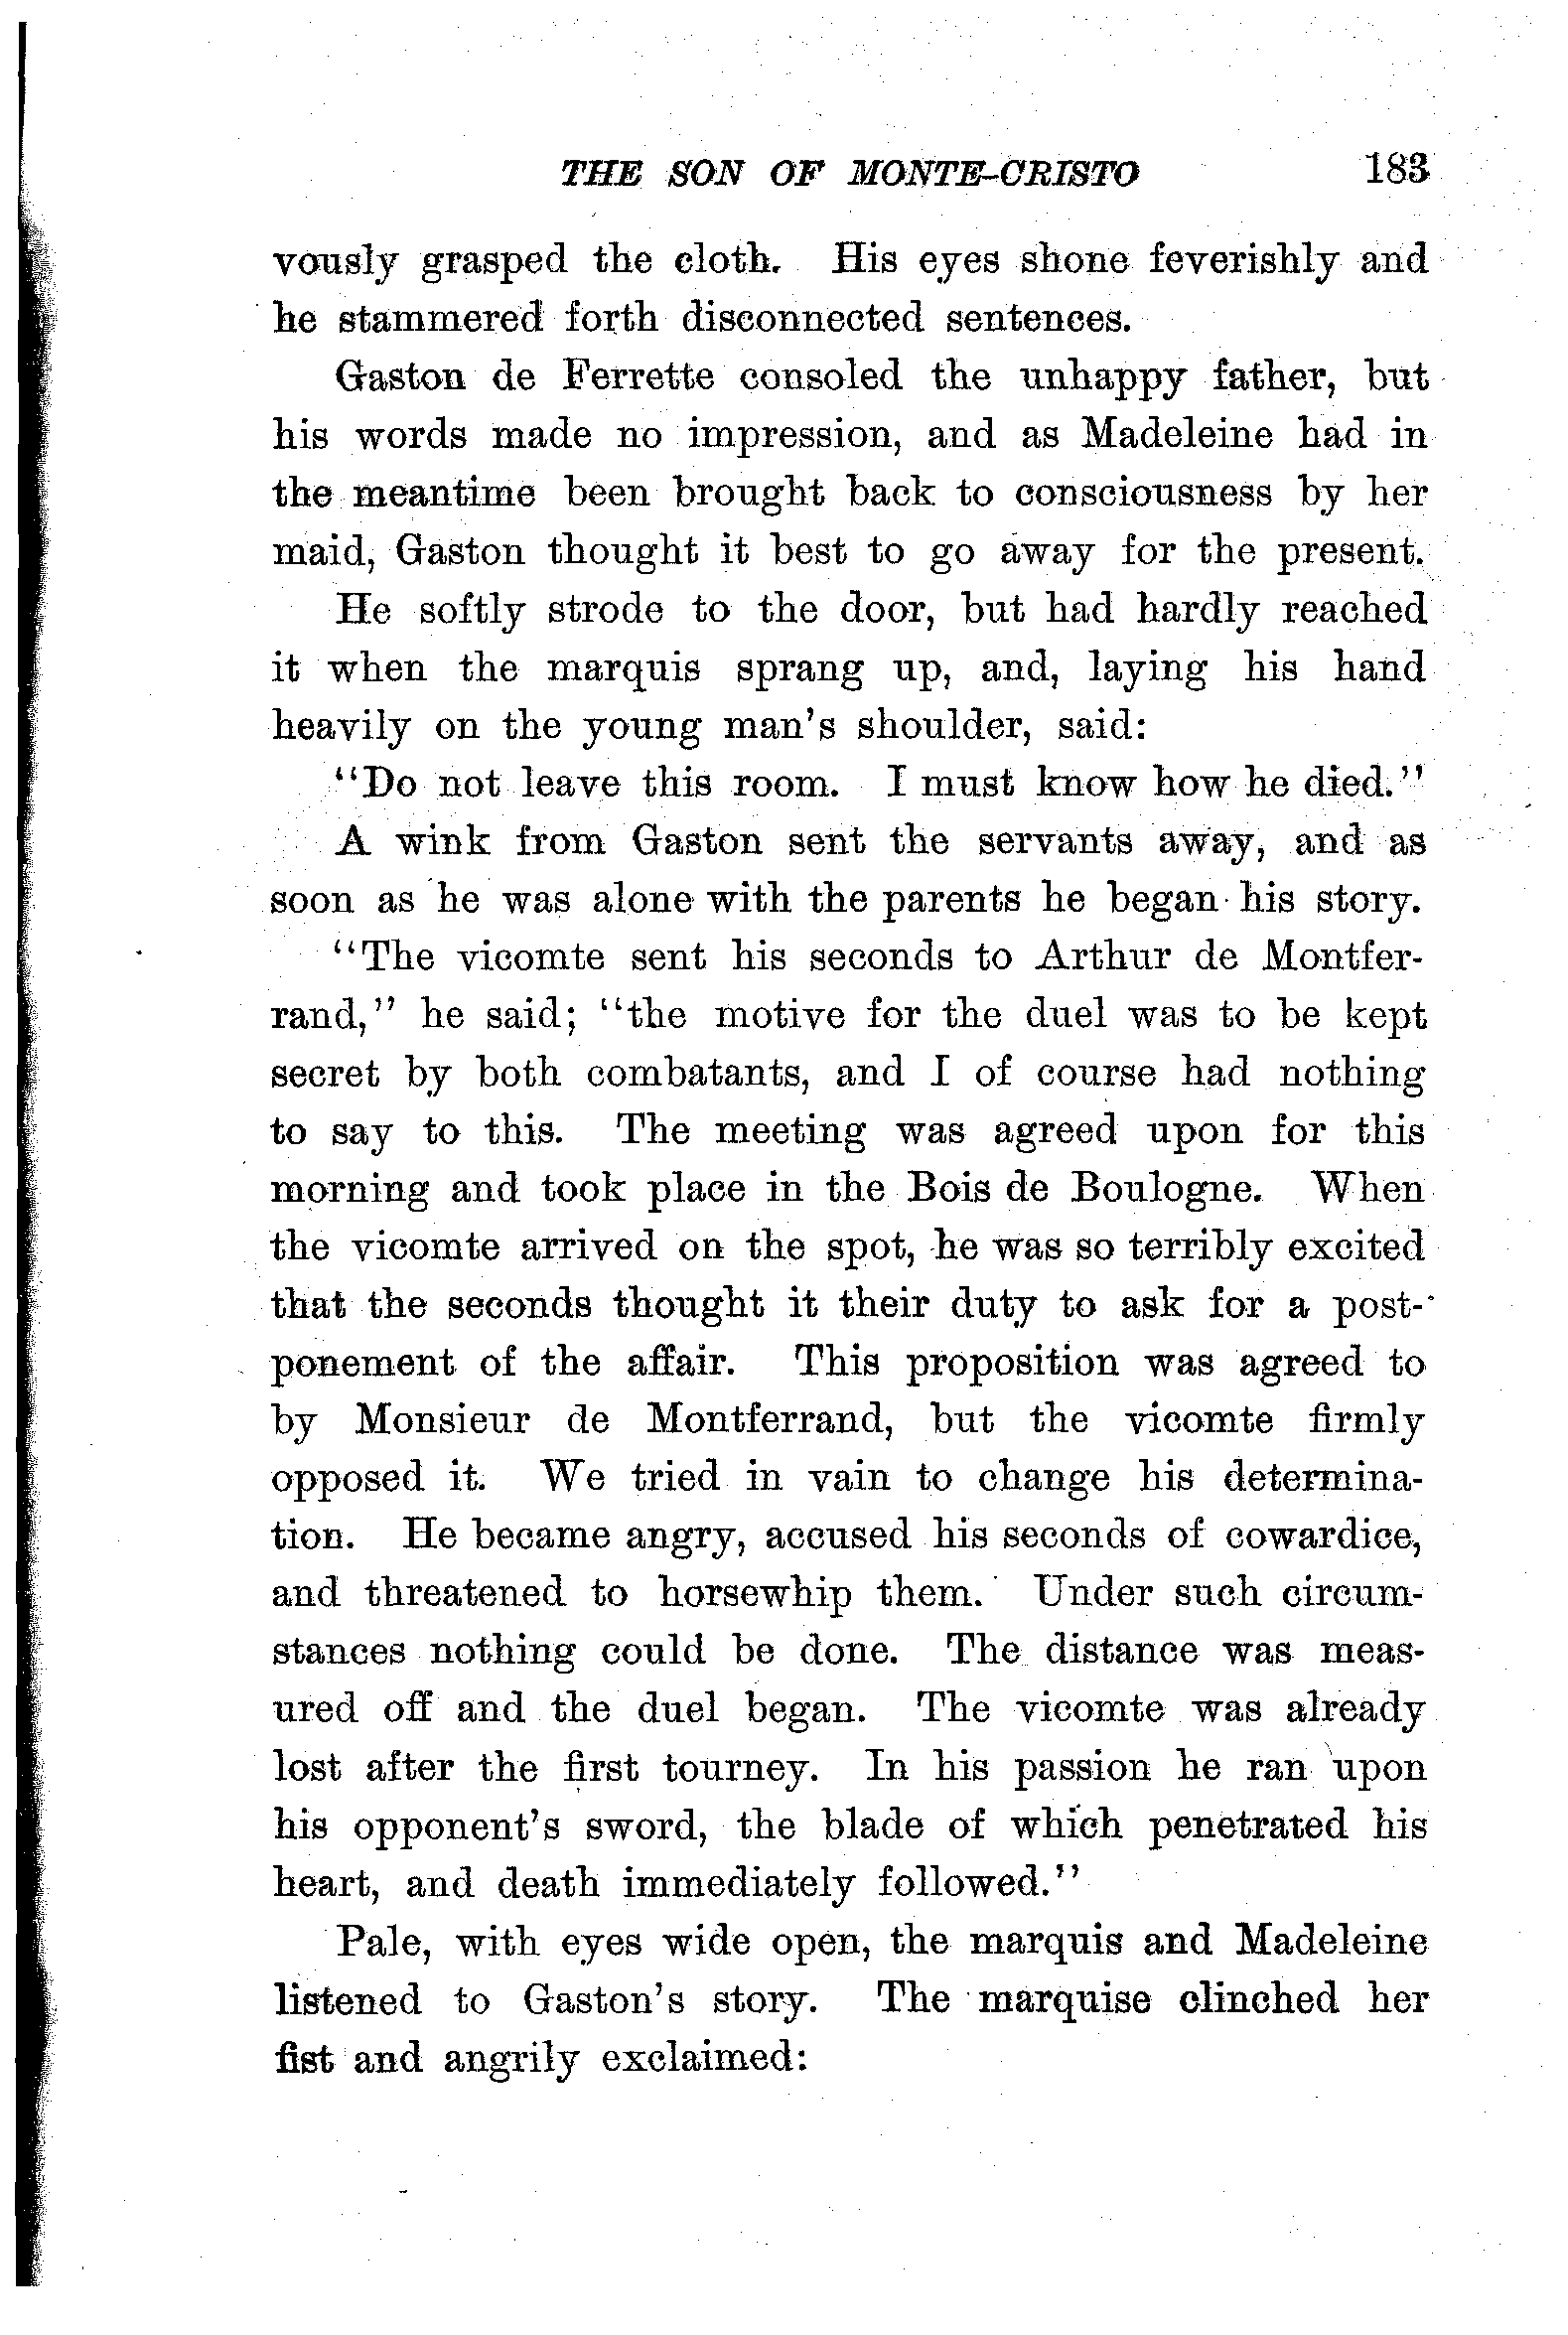 THE SON OF MONTE-CRISTO 183
vously grasped the cloth. His eyes shone feverishly and
he stammered forth disconnected sentences.
Gaston de Ferrette consoled the unhappy father, but
his words made no impression, and as Madeleine had in
the meantime been brought back to consciousness by her
maid, Gaston thought it best to go away for the present.
He softly strode to the door, but had hardly reached
it when the marquis sprang up, and, laying his hand
heavily on the young man's shoulder, said:
"Do not leave this room. I must know how he died."
A wink from Gaston sent the servants away, and as
soon as he was alone with the parents he began his story.
"The vicomte sent his seconds to Arthur de Montfer-
rand," he said; "the motive for the duel was to be kept
secret by both combatants, and I of course had nothing
to say to this. The meeting was agreed upon for this
morning and took place in the Bois de Boulogne. When
the vicomte arrived on the spot, he was so terribly excited
that the seconds thought it their duty to ask for a post-
ponement of the affair. This proposition was agreed to
by Monsieur de Montferrand, but the vicomte firmly
opposed it. We tried in vain to change his determina-
tion. He became angry, accused his seconds of cowardice,
and threatened to horsewhip them. Under such circum-
stances nothing could be done. The distance was meas-
ured off and the duel began. The vicomte was already
lost after the first tourney. In his passion he ran upon
his opponent's sword, the blade of which penetrated his
heart, and death immediately followed."
Pale, with eyes wide open, the marquis and Madeleine
listened to Gaston's story. The marquise clinched her
fist and angrily exclaimed: